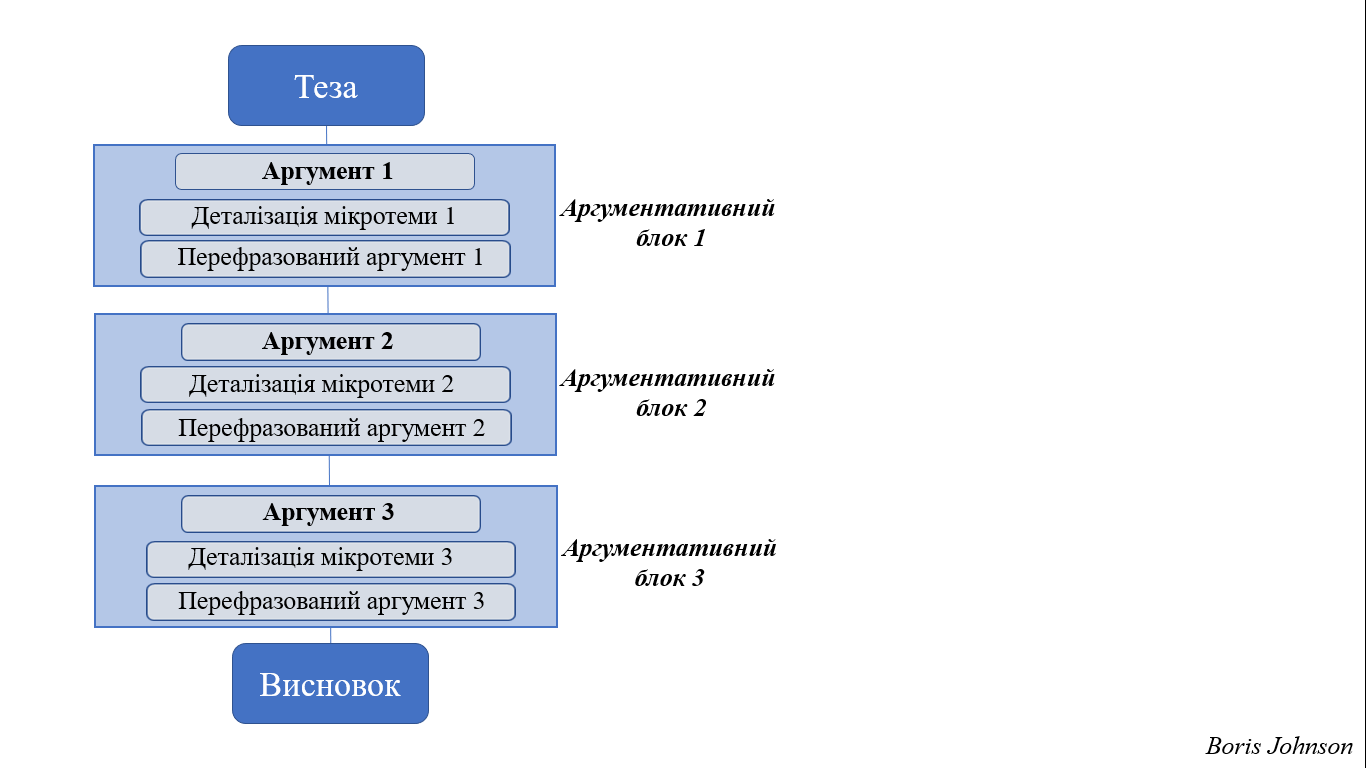 Теза
Аргумент 1
Деталізація мікротеми 1
Перефразований аргумент 1
Аргументативний
блок 1
Аргумент 2
Деталізація мікротеми 2
Перефразований аргумент 2
Аргументативний
блок 2
Аргумент 3
Деталізація мікротеми 3
Перефразований аргумент 3
Аргументативний
блок 3
Висновок
Boris Johnson